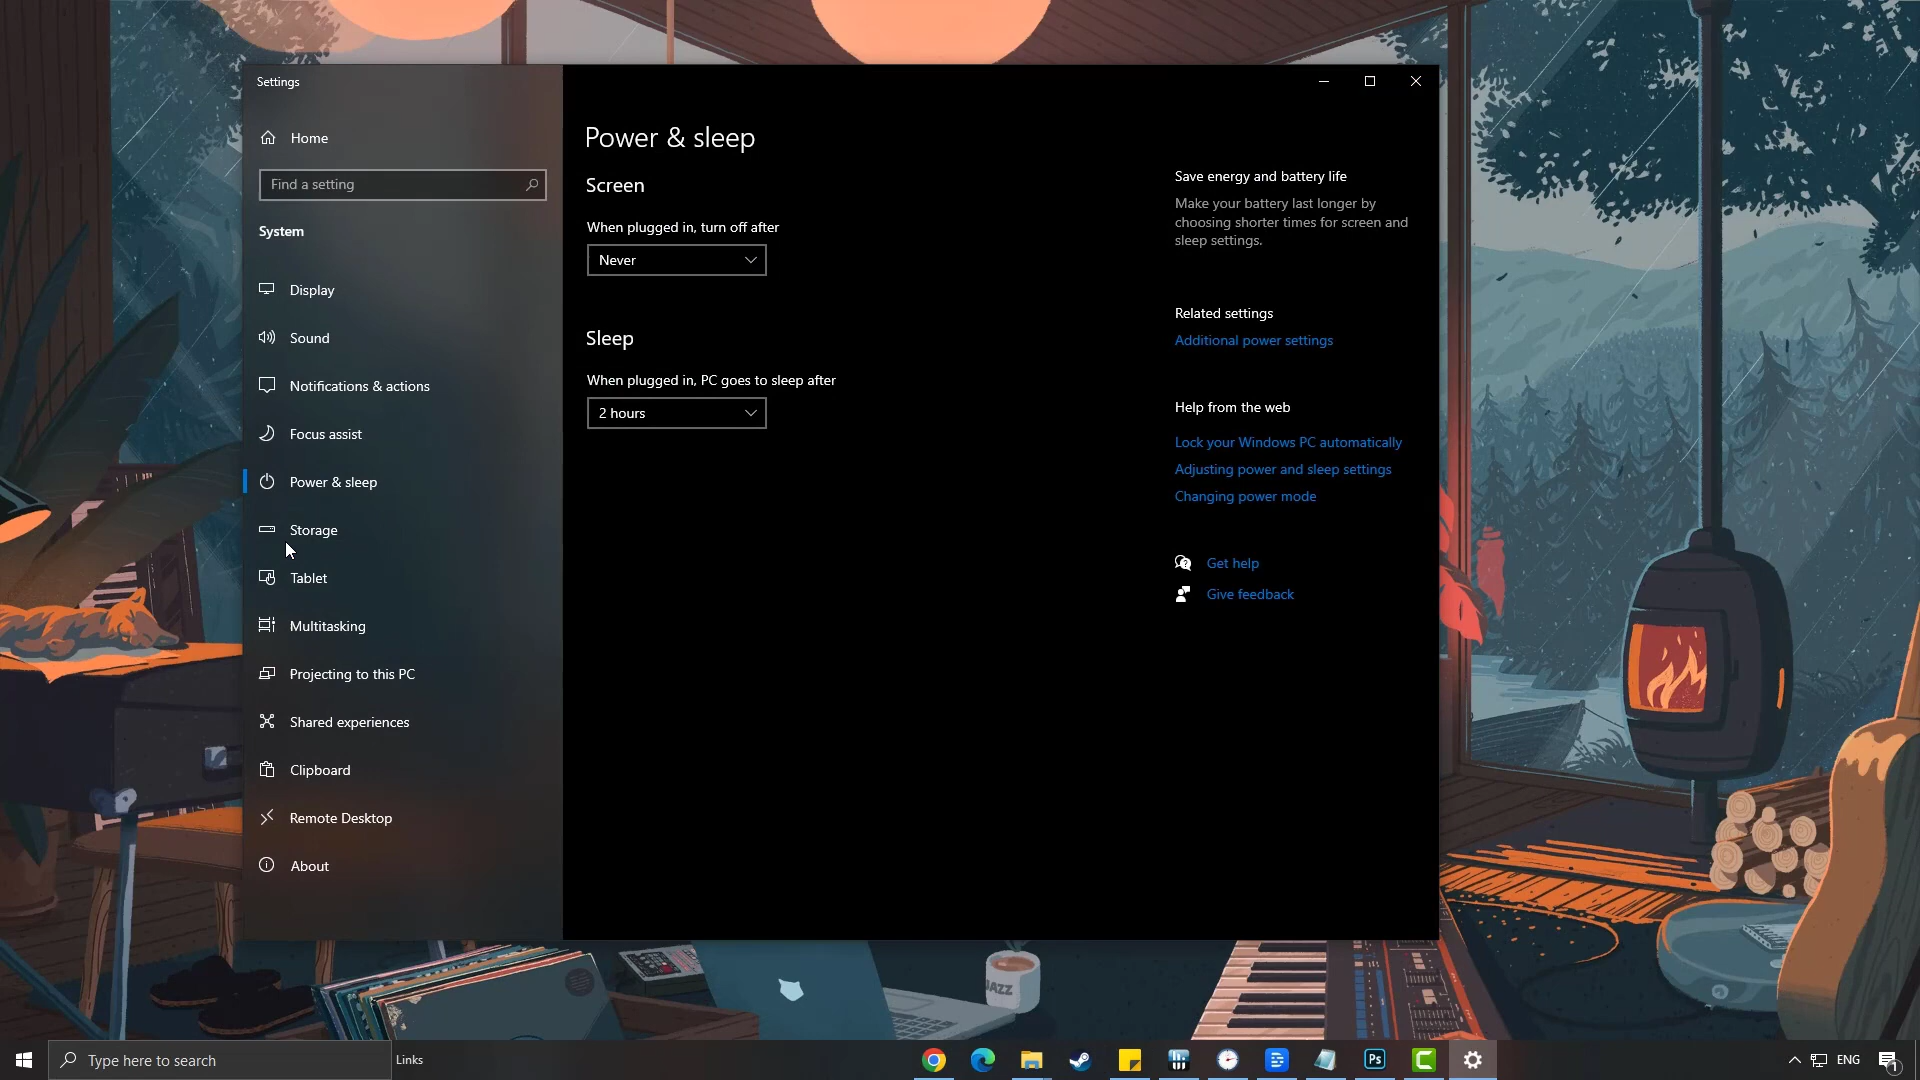 Settings
Home
Find a setting
System
Display
Sound
Notifications & actions
Focus assist
Power & sleep
Storage
Tablet
Multitasking
Projecting to this PC
Shared experiences
Clipboard
Remote Desktop
About
Power & sleep
Screen
When plugged in, turn off after
Never
Sleep
When plugged in, PC goes to sleep after
2 hours
Save energy and battery life
Make your battery last longer by
choosing shorter times for screen and
sleep settings.
Related settings
Additional power settings
Help from the web
Lock your Windows PC automatically
Adjusting power and sleep settings
Changing power mode
Get help
Give feedback
JAZZ
Type here to search
Links
Ps
ENG
1